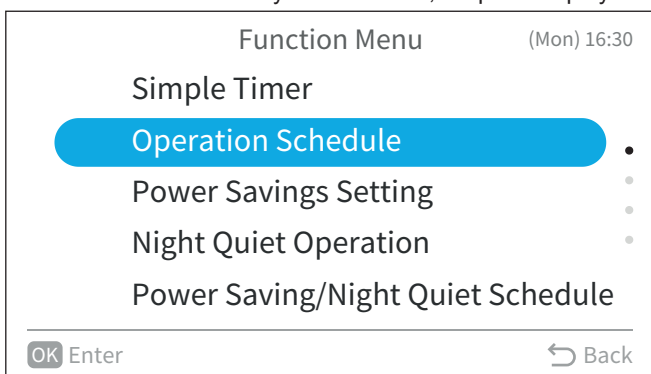 Function Menu (Mon) 16:30
Simple Timer
Operation Schedule
Power Savings Setting
Night Quiet Operation
Power Saving/Night Quiet Schedule
OK Enter Back